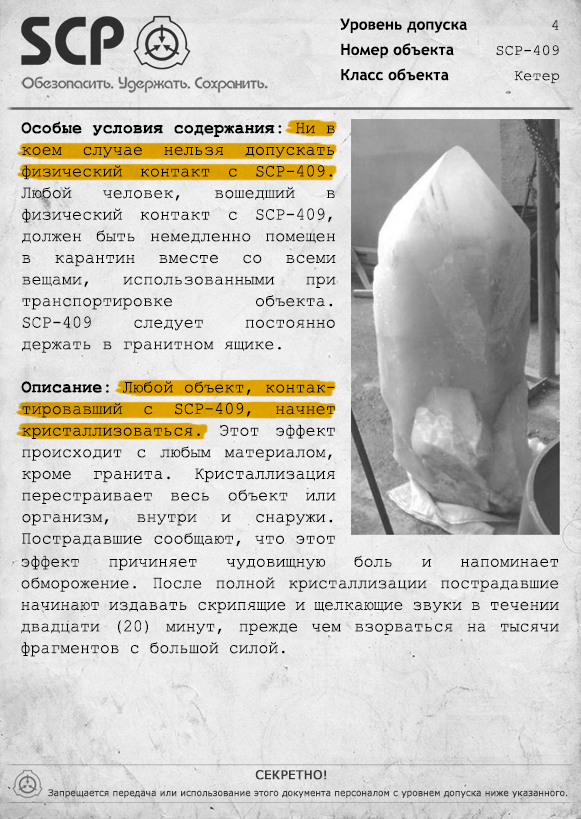 SCP
Обезопасить. Удержать. Сохранить.
Уровень допуска 4
Номер объекта SCP-409
Класс объекта Кетер
Особые условия содержания: Ни в
коем случае нельзя допускать
физический контакт с SCP-409.
Любой человек, вошедший в
физический контакт с SCP-409,
должен быть немедленно помещен
в карантин вместе со всеми
вещами, использованными при
транспортировке объекта.
SCP-409 следует постоянно
держать в гранитном ящике.
Описание: Любой объект, контак-
тировавший с SCP-409, начнет
кристаллизоваться. Этот эффект
происходит с любым материалом,
кроме гранита. Кристаллизация
перестраивает весь объект или
организм, внутри и снаружи.
Пострадавшие сообщают, что этот
эффект причиняет чудовищную боль и напоминает
обморожение. После полной кристаллизации пострадавшие
начинают издавать скрипящие и щелкающие звуки в течении
двадцати (20) минут, прежде чем взорваться на тысячи
фрагментов с большой силой.
СЕКРЕТНО!
Запрещается передача или использование этого документа персоналом с уровнем допуска ниже указанного.